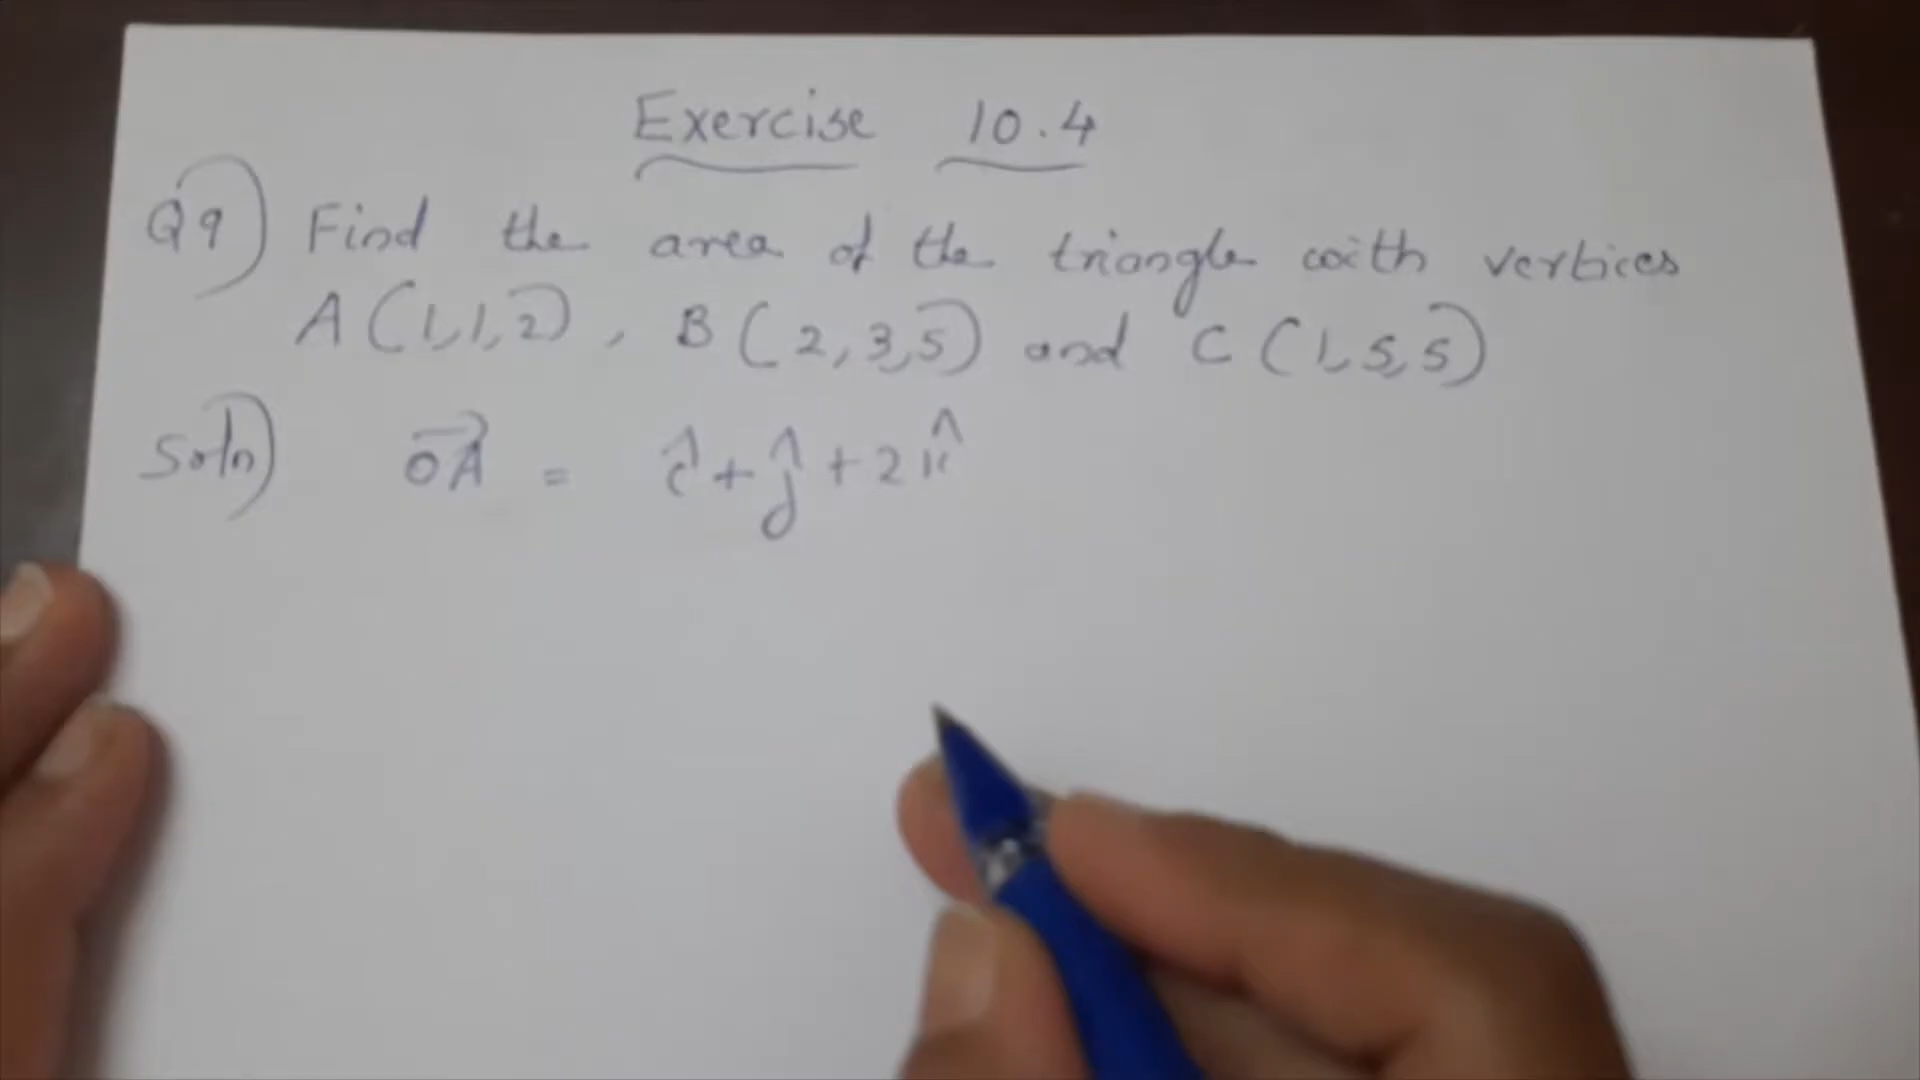 Exercise 10.4
Q9) Find the area of the triangle with vertices
A (1,1,2), B (2,3,5) and C (1,5,5)
Soln) \overrightarrow{OA} = î + ĵ + 2k̂